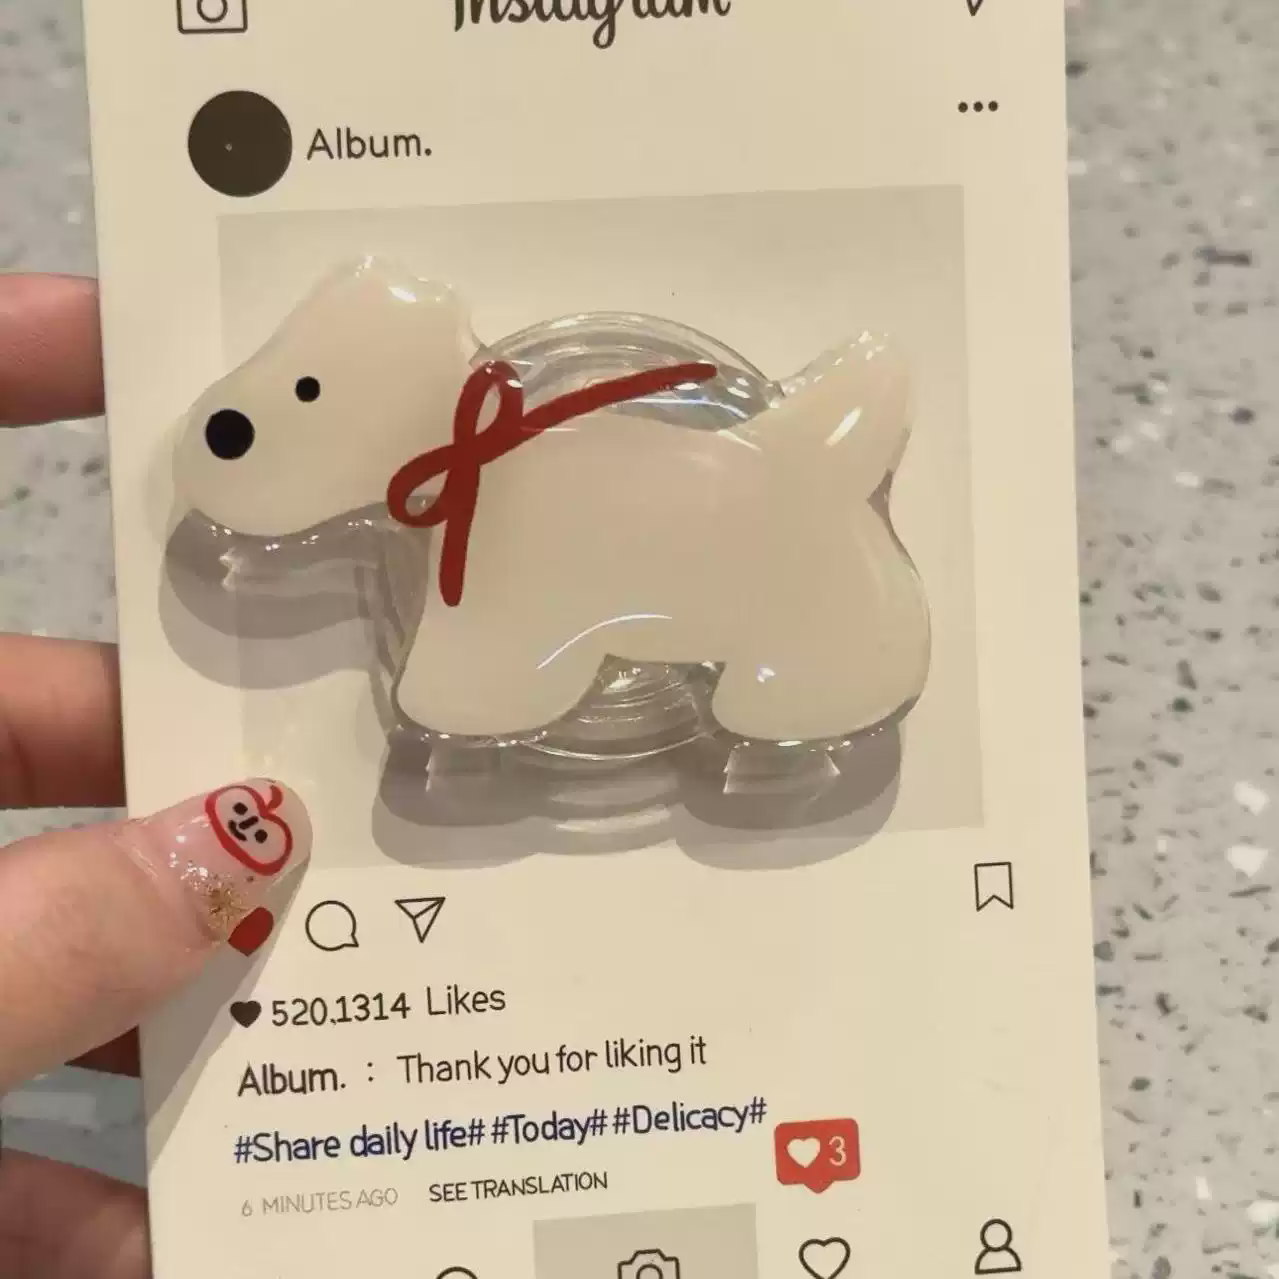 Instagram
Album.
520,1314 Likes
Album. : Thank you for liking it
#Share daily life# #Today# #Delicacy#
3
6 MINUTES AGO SEE TRANSLATION